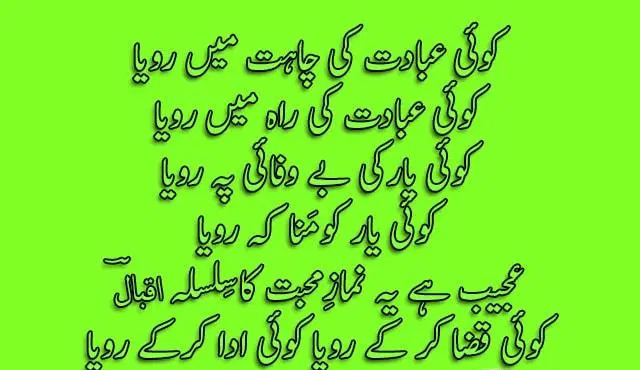 کوئی عبادت کی چاہت میں رویا
کوئی عبادت کی راہ میں رویا
کوئی یار کی بے وفائی پہ رویا
کوئی یار کو مَنا کہ رویا
عجیب ہے یہ نمازِ محبت کا سِلسلہ اقبالؔ
کوئی قضا کر کے رویا کوئی ادا کر کے رویا